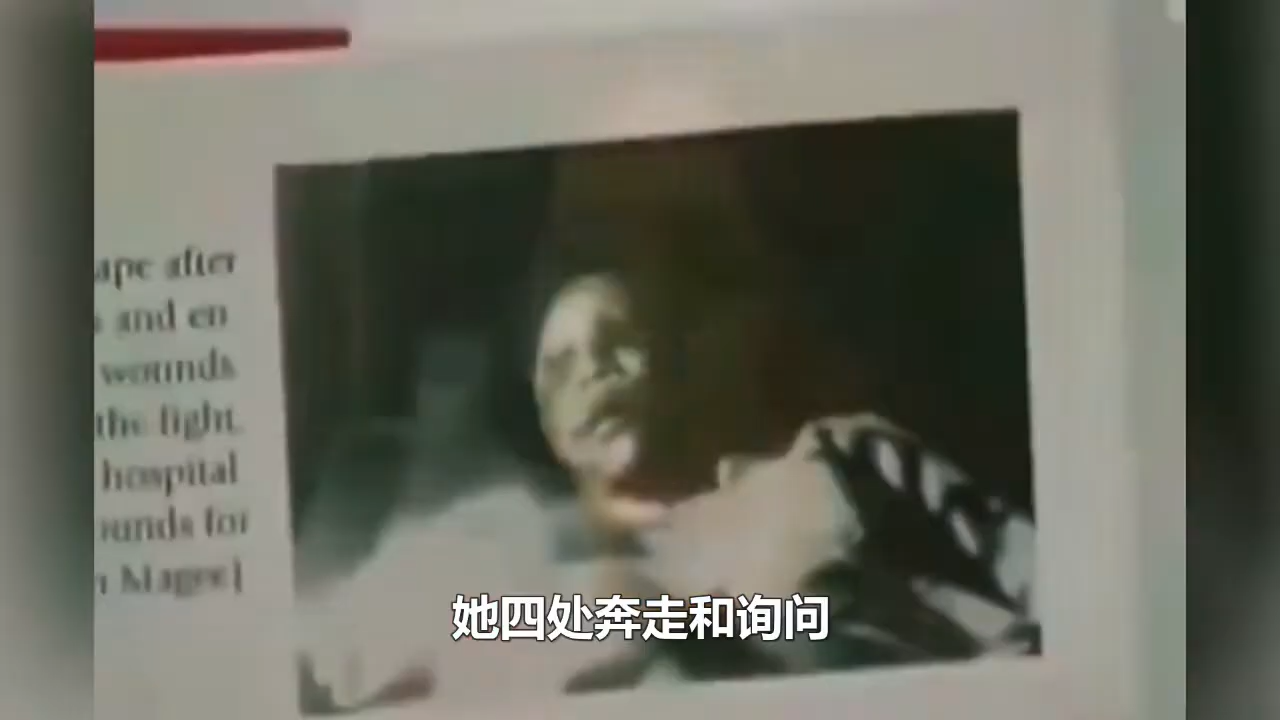 ape after
and en
wounds
the fight.
hospital
ounds for
n Magee]
她四处奔走和询问